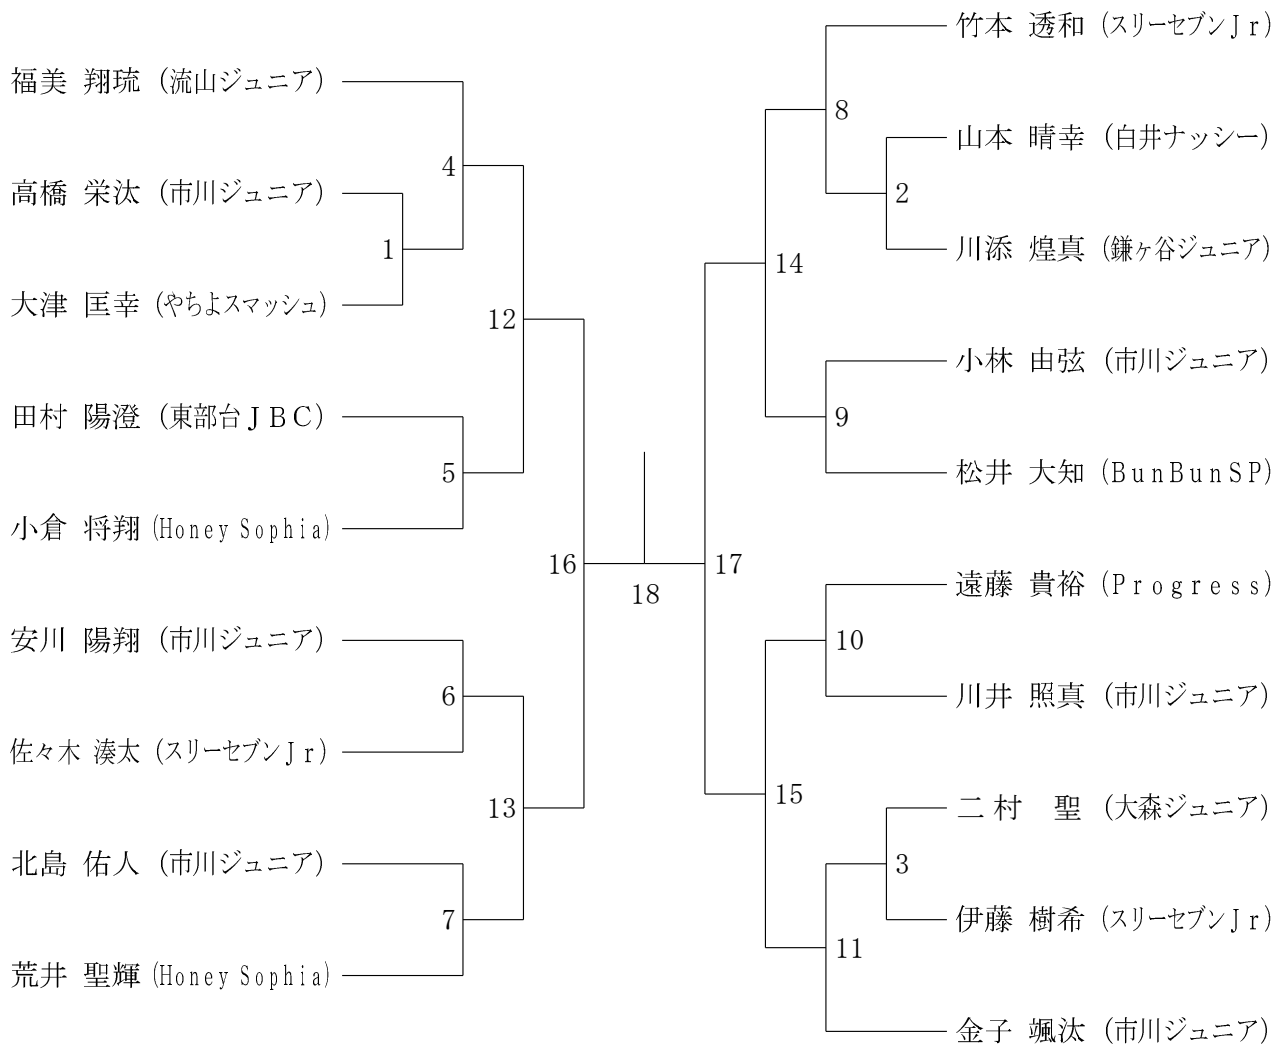 福美 翔琉 (流山ジュニア)
高橋 栄汰 (市川ジュニア)
大津 匡幸 (やちよスマッシュ)
田村 陽澄 (東部台ＪＢＣ)
小倉 将翔 (Honey Sophia)
安川 陽翔 (市川ジュニア)
佐々木 湊太 (スリーセブンＪｒ)
北島 佑人 (市川ジュニア)
荒井 聖輝 (Honey Sophia)
1
4
5
6
7
12
13
16
18
17
14
15
8
9
10
11
2
3
竹本 透和 (スリーセブンＪｒ)
山本 晴幸 (白井ナッシー)
川添 煌真 (鎌ヶ谷ジュニア)
小林 由弦 (市川ジュニア)
松井 大知 (BunBunSP)
遠藤 貴裕 (Progress)
川井 照真 (市川ジュニア)
二村 聖 (大森ジュニア)
伊藤 樹希 (スリーセブンＪｒ)
金子 颯汰 (市川ジュニア)